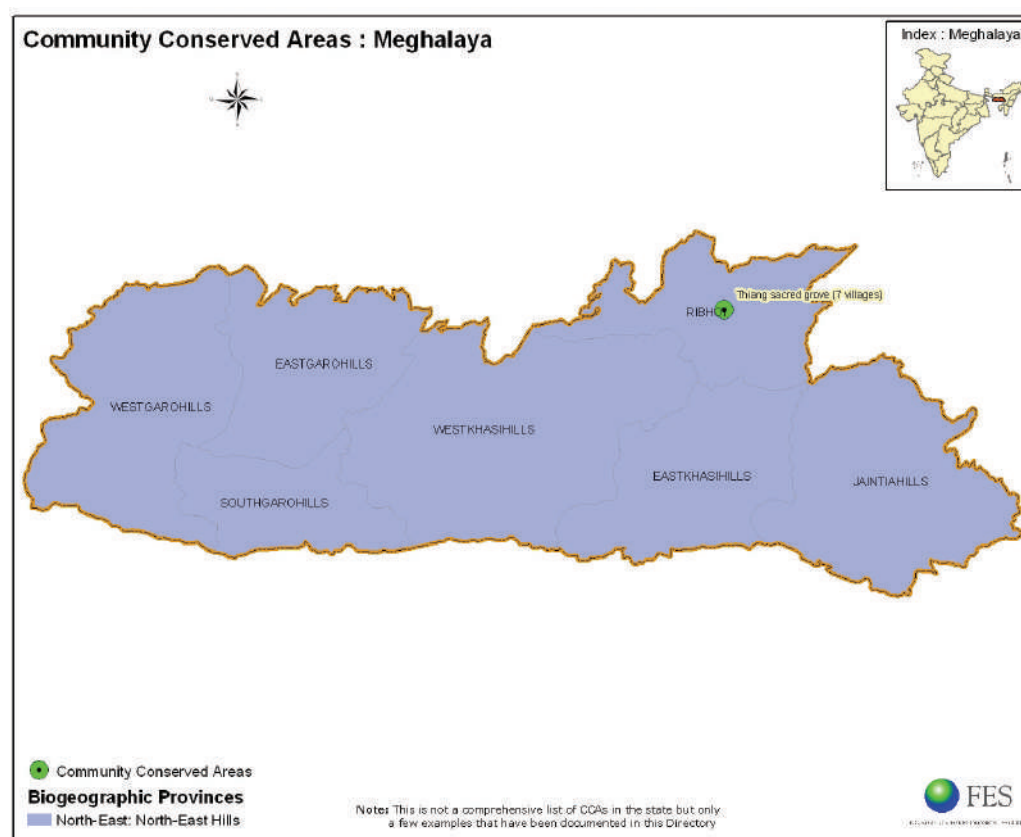 Community Conserved Areas : Meghalaya
Index : Meghalaya
Thiang sacred grove (7 villages)
EASTGAROHILLS
WESTGAROHILLS
WESTKHASIHILLS
EASTKHASIHILLS
JAINTIAHILLS
SOUTHGAROHILLS
Community Conserved Areas
Biogeographic Provinces
North-East: North-East Hills
Note: This is not a comprehensive list of CCAs in the state but only
a few examples that have been documented in this Directory
FES